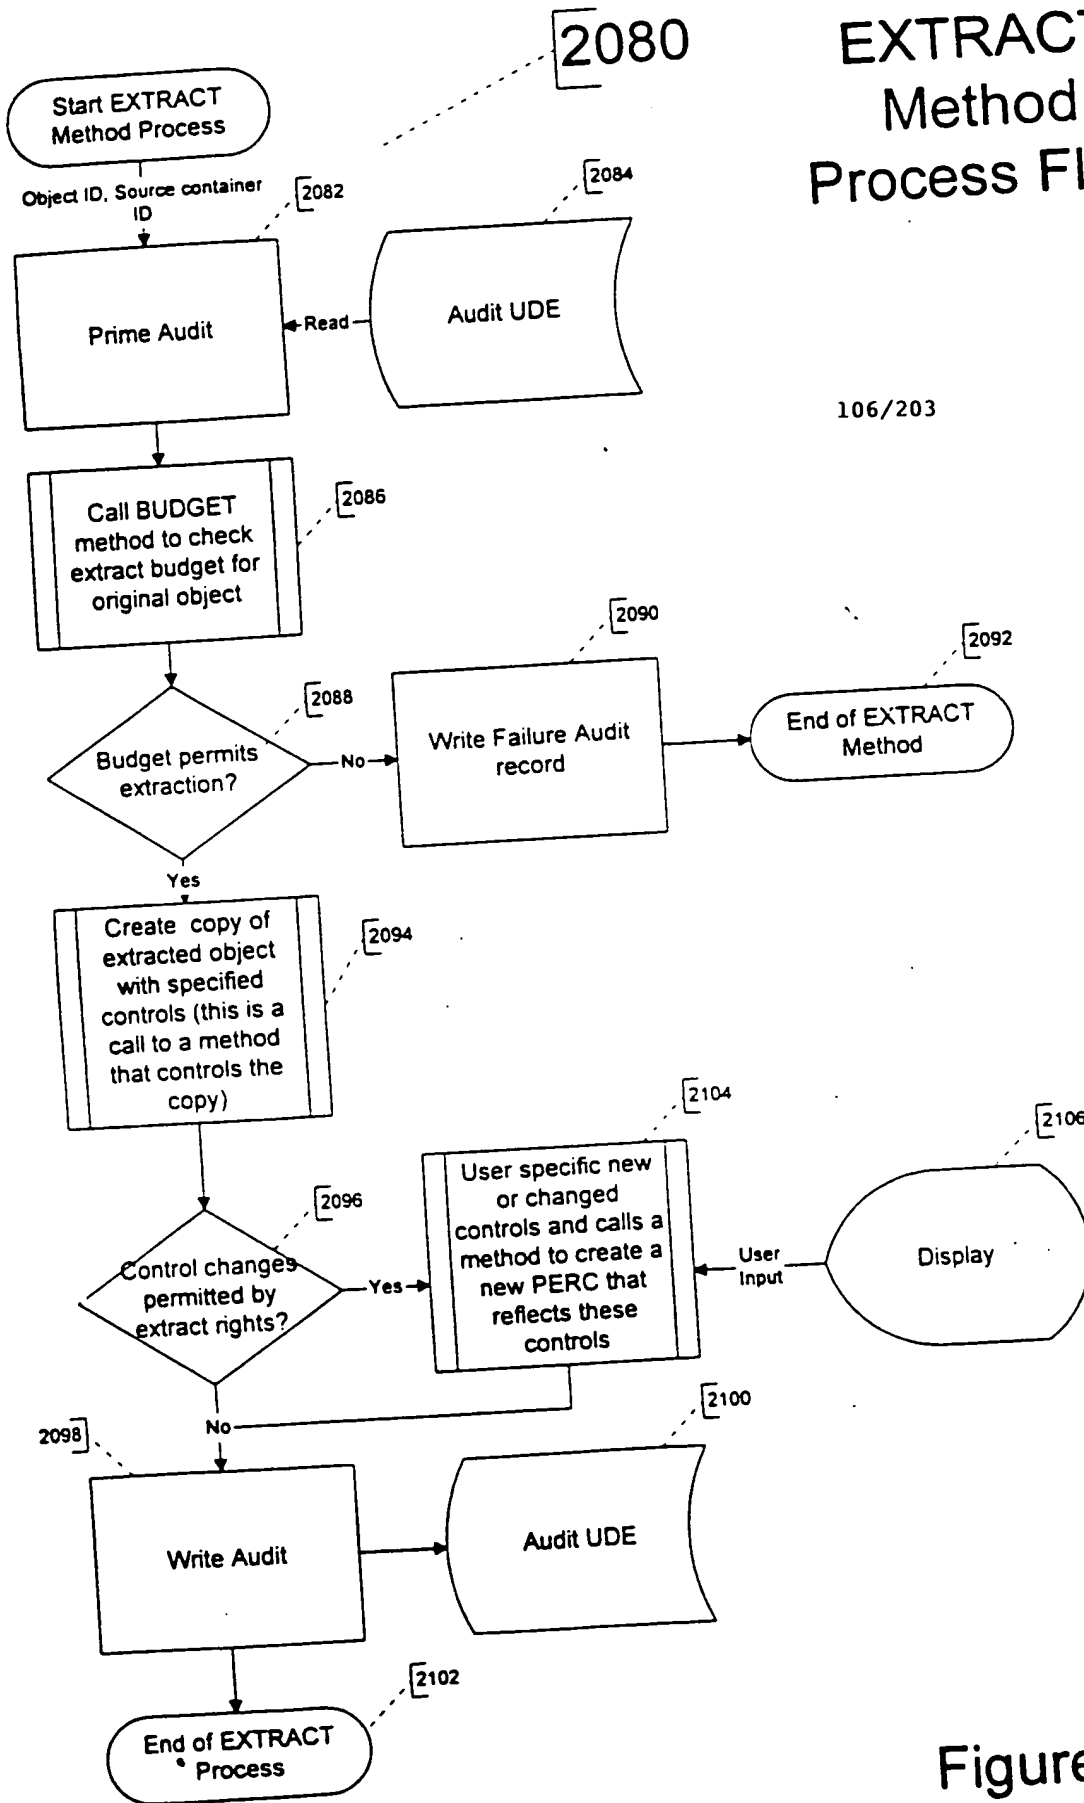 2080
EXTRACT
Method
Process Fl
Start EXTRACT
Method Process
Object ID, Source container
ID
2082
2084
Prime Audit
Read
Audit UDE
106/203
Call BUDGET
method to check
extract budget for
original object
2086
2090
2092
2088
Budget permits
extraction?
No
Write Failure Audit
record
End of EXTRACT
Method
Yes
Create copy of
extracted object
with specified
controls (this is a
call to a method
that controls the
copy)
2094
2104
2106
2096
Control changes
permitted by
extract rights?
Yes
User specific new
or changed
controls and calls a
method to create a
new PERC that
reflects these
controls
User
Input
Display
No
2098
2100
Write Audit
Audit UDE
2102
End of EXTRACT
Process
Figure